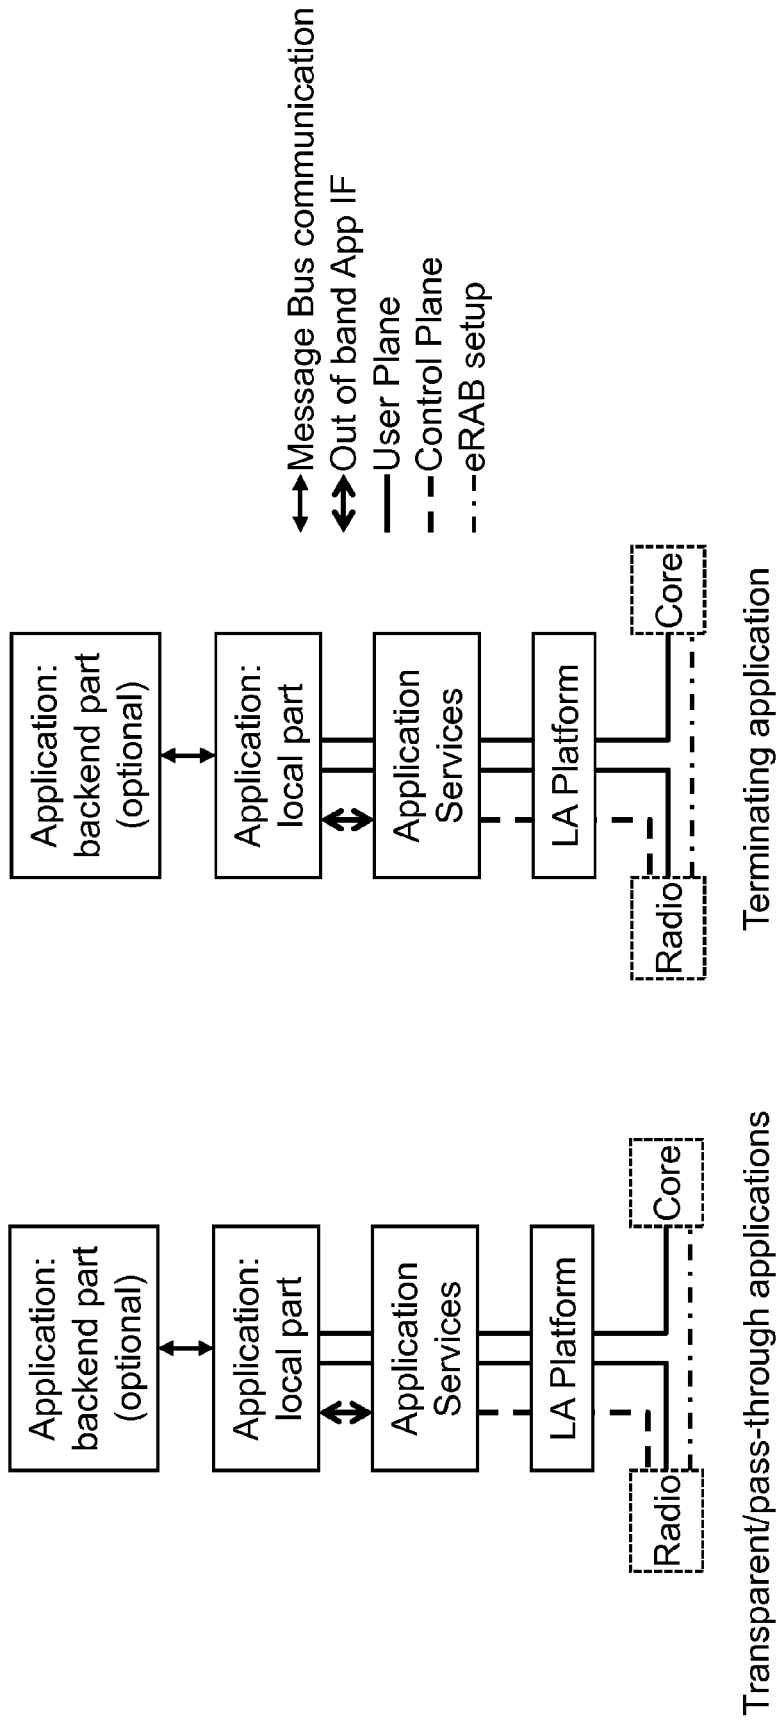 Application:
backend part
(optional)
Application:
local part
Application
Services
LA Platform
Radio
Core
Transparent/pass-through applications
Application:
backend part
(optional)
Application:
local part
Application
Services
LA Platform
Radio
Core
Terminating application
Message Bus communication
Out of band App IF
User Plane
Control Plane
eRAB setup